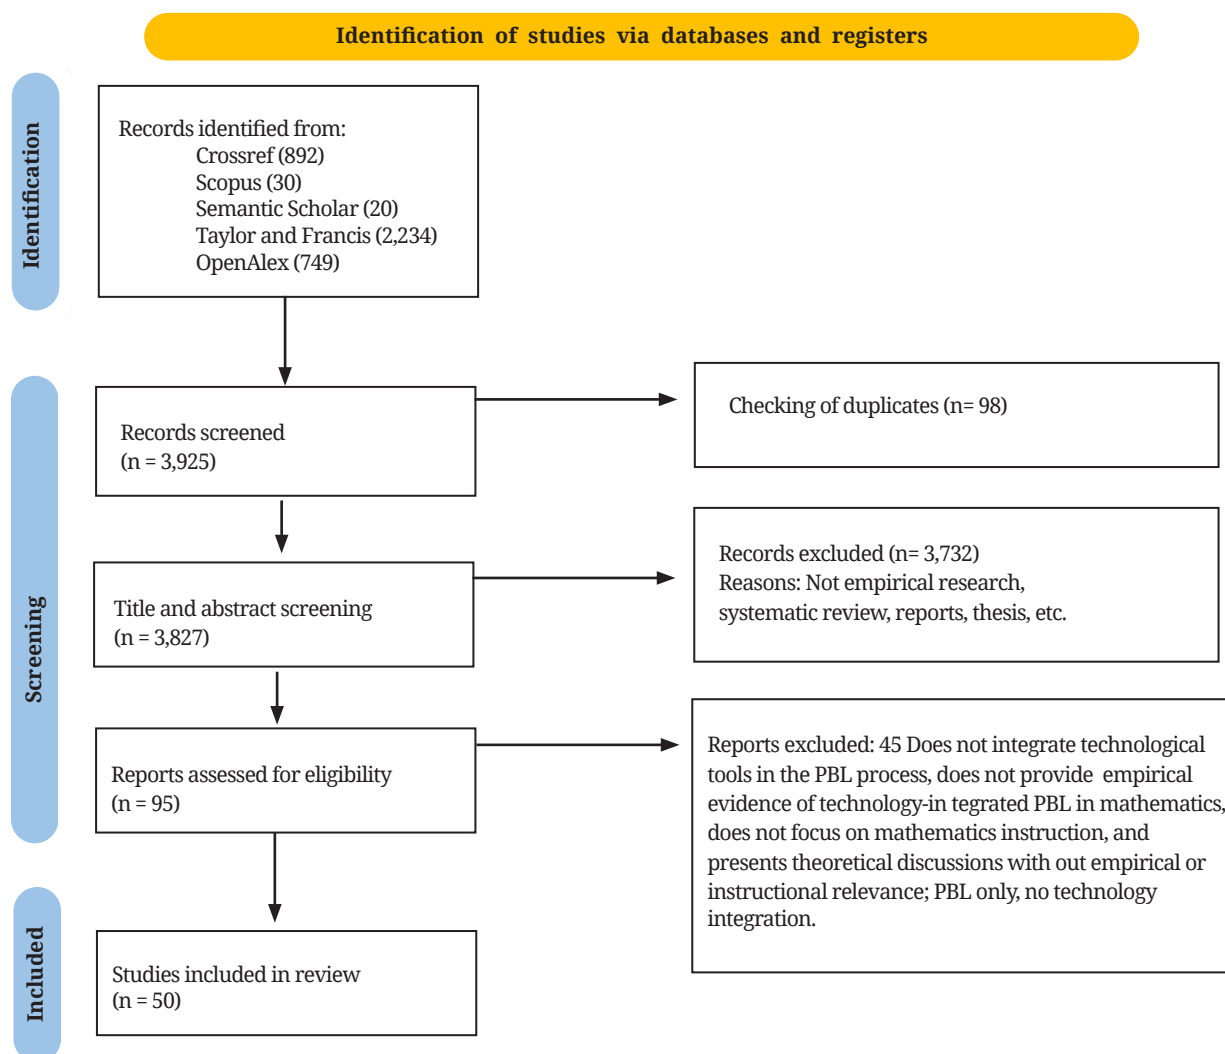 Identification of studies via databases and registers
Identification
Records identified from:
Crossref (892)
Scopus (30)
Semantic Scholar (20)
Taylor and Francis (2,234)
OpenAlex (749)
Screening
Records screened
(n = 3,925)
Checking of duplicates (n= 98)
Title and abstract screening
(n = 3,827)
Records excluded (n= 3,732)
Reasons: Not empirical research,
systematic review, reports, thesis, etc.
Reports assessed for eligibility
(n = 95)
Reports excluded: 45 Does not integrate technological
tools in the PBL process, does not provide empirical
evidence of technology-in tegrated PBL in mathematics,
does not focus on mathematics instruction, and
presents theoretical discussions with out empirical or
instructional relevance; PBL only, no technology
integration.
Included
Studies included in review
(n = 50)